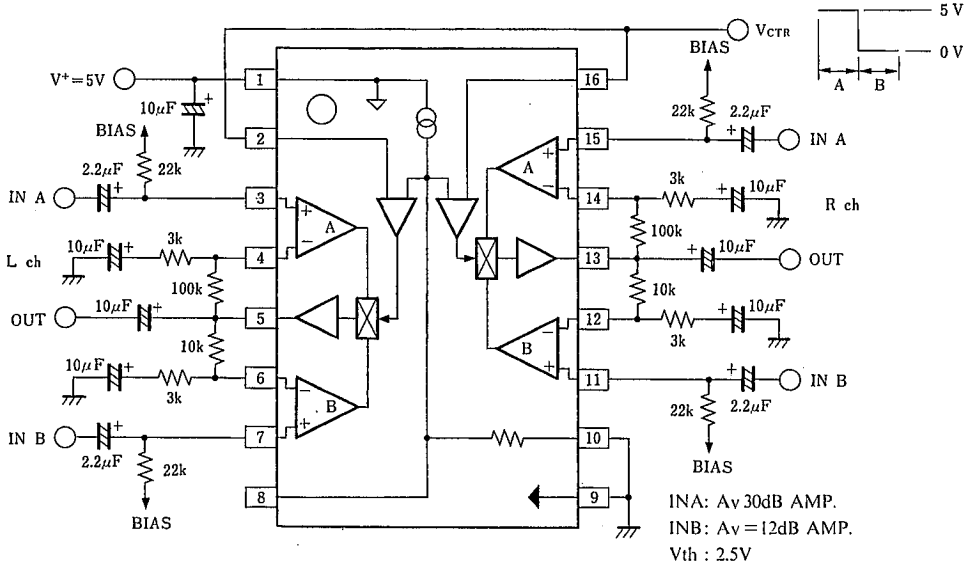 5 V
0 V
A
B
VCTR
BIAS
V+=5V
1
16
10μF
+
22k
2.2μF
+
BIAS
2
15
IN A
2.2μF
+
22k
+
A
−
3k
10μF
+
IN A
3
14
R ch
+
A
−
100k
10μF
+
3k
10μF
+
L ch
4
13
OUT
100k
10μF
+
10k
OUT
5
12
10μF
+
10k
−
B
+
3k
10μF
+
6
3k
−
B
+
11
2.2μF
+
IN B
IN B
7
22k
2.2μF
+
10
22k
BIAS
8
9
BIAS
INA: Av 30dB AMP.
INB: Av=12dB AMP.
Vth : 2.5V